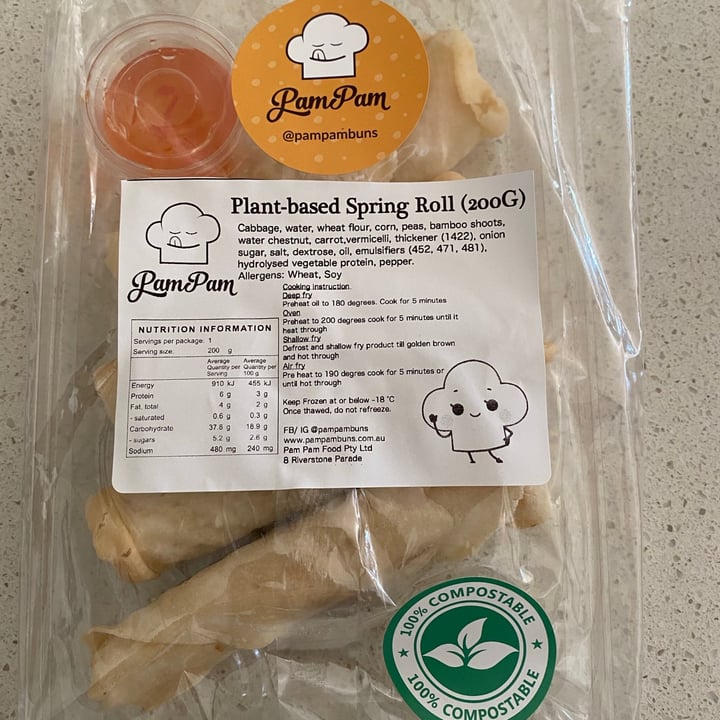 PamPam
@pampambuns
PamPam
Plant-based Spring Roll (200G)
Cabbage, water, wheat flour, corn, peas, bamboo shoots,
water chestnut, carrot,vermicelli, thickener (1422), onion
sugar, salt, dextrose, oil, emulsifiers (452, 471, 481),
hydrolysed vegetable protein, pepper.
Allergens: Wheat, Soy
Cooking instruction
Deep fry
Preheat oil to 180 degrees. Cook for 5 minutes
Oven
Preheat to 200 degrees cook for 5 minutes until it
heat through
Shallow fry
Defrost and shallow fry product till golden brown
and hot through
Air fry
Pre heat to 190 degres cook for 5 minutes or
until hot through
Keep Frozen at or below -18 °C
Once thawed, do not refreeze.
FB/ IG @pampambuns
www.pampambuns.com.au
Pam Pam Food Pty Ltd
8 Riverstone Parade
NUTRITION INFORMATION
Servings per package: 1
Serving size: 200 g
Average Quantity per Serving Average Quantity per 100 g
Energy 910 kJ 455 kJ
Protein 6 g 3 g
Fat, total 4 g 2 g
- saturated 0.6 g 0.3 g
Carbohydrate 37.8 g 18.9 g
- sugars 5.2 g 2.6 g
Sodium 480 mg 240 mg
100% COMPOSTABLE
100% COMPOSTABLE